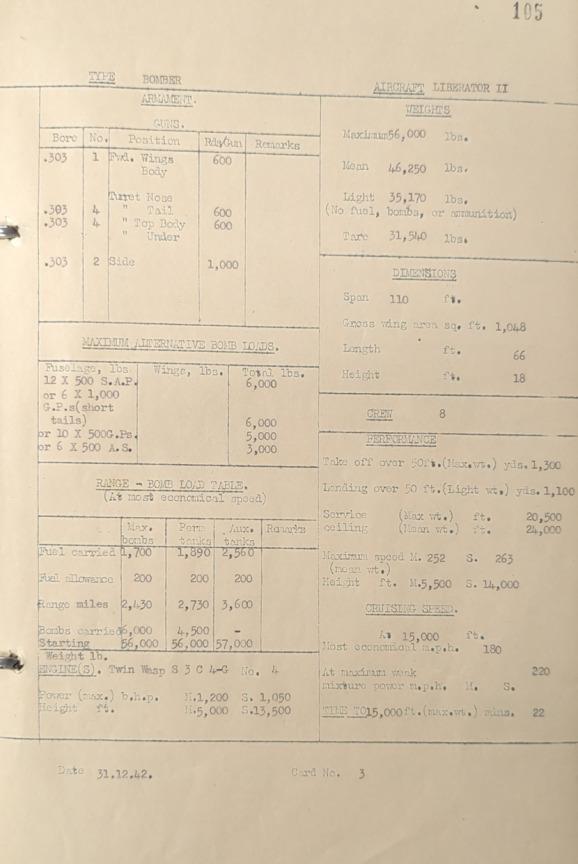 105
TYPE BOMBER
AIRCRAFT LIBERATOR II
ARMAMENT.
GUNS.
Bore No. Position Rds/Gun Remarks
.303 1 Fwd. Wings 600
Body
Turret Nose
.303 4 " Tail 600
.303 4 " Top Body 600
" Under
.303 2 Side 1,000
MAXIMUM ALTERNATIVE BOMB LOADS.
Fuselage, lbs. Wings, lbs. Total lbs.
12 X 500 S.A.P. 6,000
or 6 X 1,000
G.P.s(short
tails) 6,000
or 10 X 500G.Ps. 5,000
or 6 X 500 A.S. 3,000
RANGE - BOMB LOAD TABLE.
(At most economical speed)
Max. Perm Aux. Remarks
bombs tanks tanks
Fuel carried 1,700 1,890 2,560
Fuel allowance 200 200 200
Range miles 2,430 2,730 3,600
Bombs carried 6,000 4,500 -
Starting 56,000 56,000 57,000
Weight lb.
ENGINE(S). Twin Wasp S 3 C 4-G No. 4
Power (max.) b.h.p. M.1,200 S. 1,050
Height ft. M.5,000 S.13,500
WEIGHTS
Maximum 56,000 lbs.
Mean 46,250 lbs.
Light 35,170 lbs.
(No fuel, bombs, or ammunition)
Tare 31,540 lbs.
DIMENSIONS
Span 110 ft.
Gross wing area sq. ft. 1,048
Length ft. 66
Height ft. 18
CREW 8
PERFORMANCE
Take off over 50ft.(Max.wt.) yds. 1,300
Landing over 50 ft.(Light wt.) yds. 1,100
Service (Max wt.) ft. 20,500
ceiling (Mean wt.) ft. 24,000
Maximum speed M. 252 S. 263
(mean wt.)
Height ft. M.5,500 S. 14,000
CRUISING SPEED.
At 15,000 ft.
Most economical m.p.h. 180
At maximum weak 220
mixture power m.p.h. M. S.
TIME TO 15,000 ft.(max.wt.) mins. 22
Date 31.12.42. Card No. 3